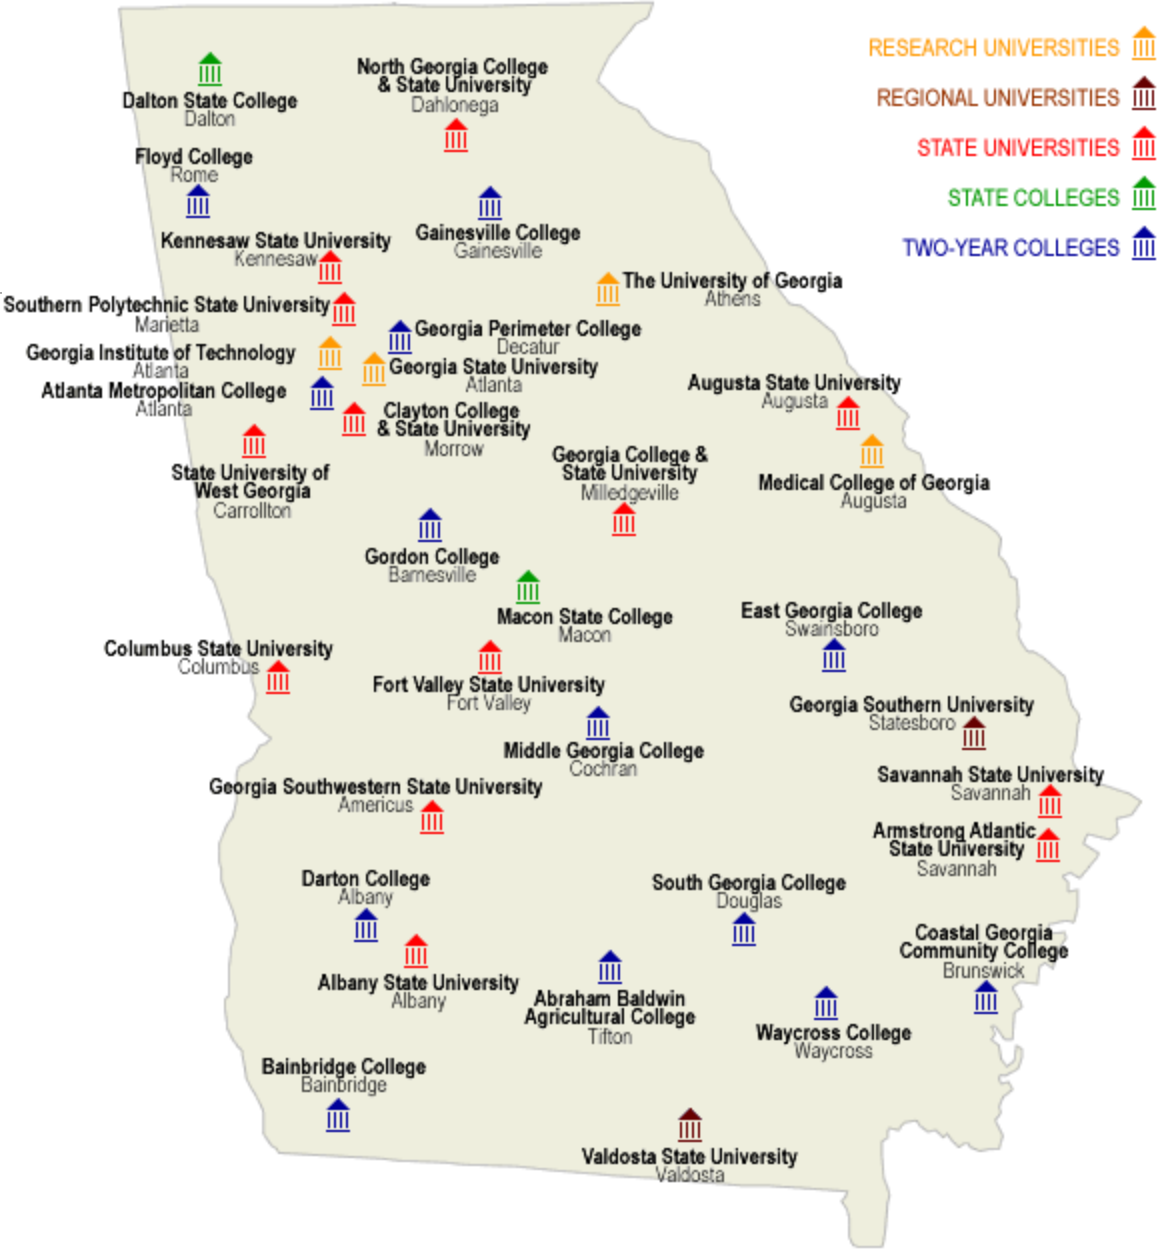 RESEARCH UNIVERSITIES
REGIONAL UNIVERSITIES
STATE UNIVERSITIES
STATE COLLEGES
TWO-YEAR COLLEGES
Dalton State College
Dalton
North Georgia College
& State University
Dahlonega
Floyd College
Rome
Gainesville College
Gainesville
Kennesaw State University
Kennesaw
The University of Georgia
Athens
Southern Polytechnic State University
Marietta
Georgia Perimeter College
Decatur
Georgia Institute of Technology
Atlanta
Georgia State University
Atlanta
Atlanta Metropolitan College
Atlanta
Clayton College
& State University
Morrow
Augusta State University
Augusta
State University of
West Georgia
Carrollton
Georgia College &
State University
Milledgeville
Medical College of Georgia
Augusta
Gordon College
Barnesville
Macon State College
Macon
East Georgia College
Swainsboro
Columbus State University
Columbus
Fort Valley State University
Fort Valley
Georgia Southern University
Statesboro
Middle Georgia College
Cochran
Savannah State University
Savannah
Georgia Southwestern State University
Americus
Armstrong Atlantic
State University
Savannah
Darton College
Albany
South Georgia College
Douglas
Albany State University
Albany
Coastal Georgia
Community College
Brunswick
Abraham Baldwin
Agricultural College
Tifton
Waycross College
Waycross
Bainbridge College
Bainbridge
Valdosta State University
Valdosta